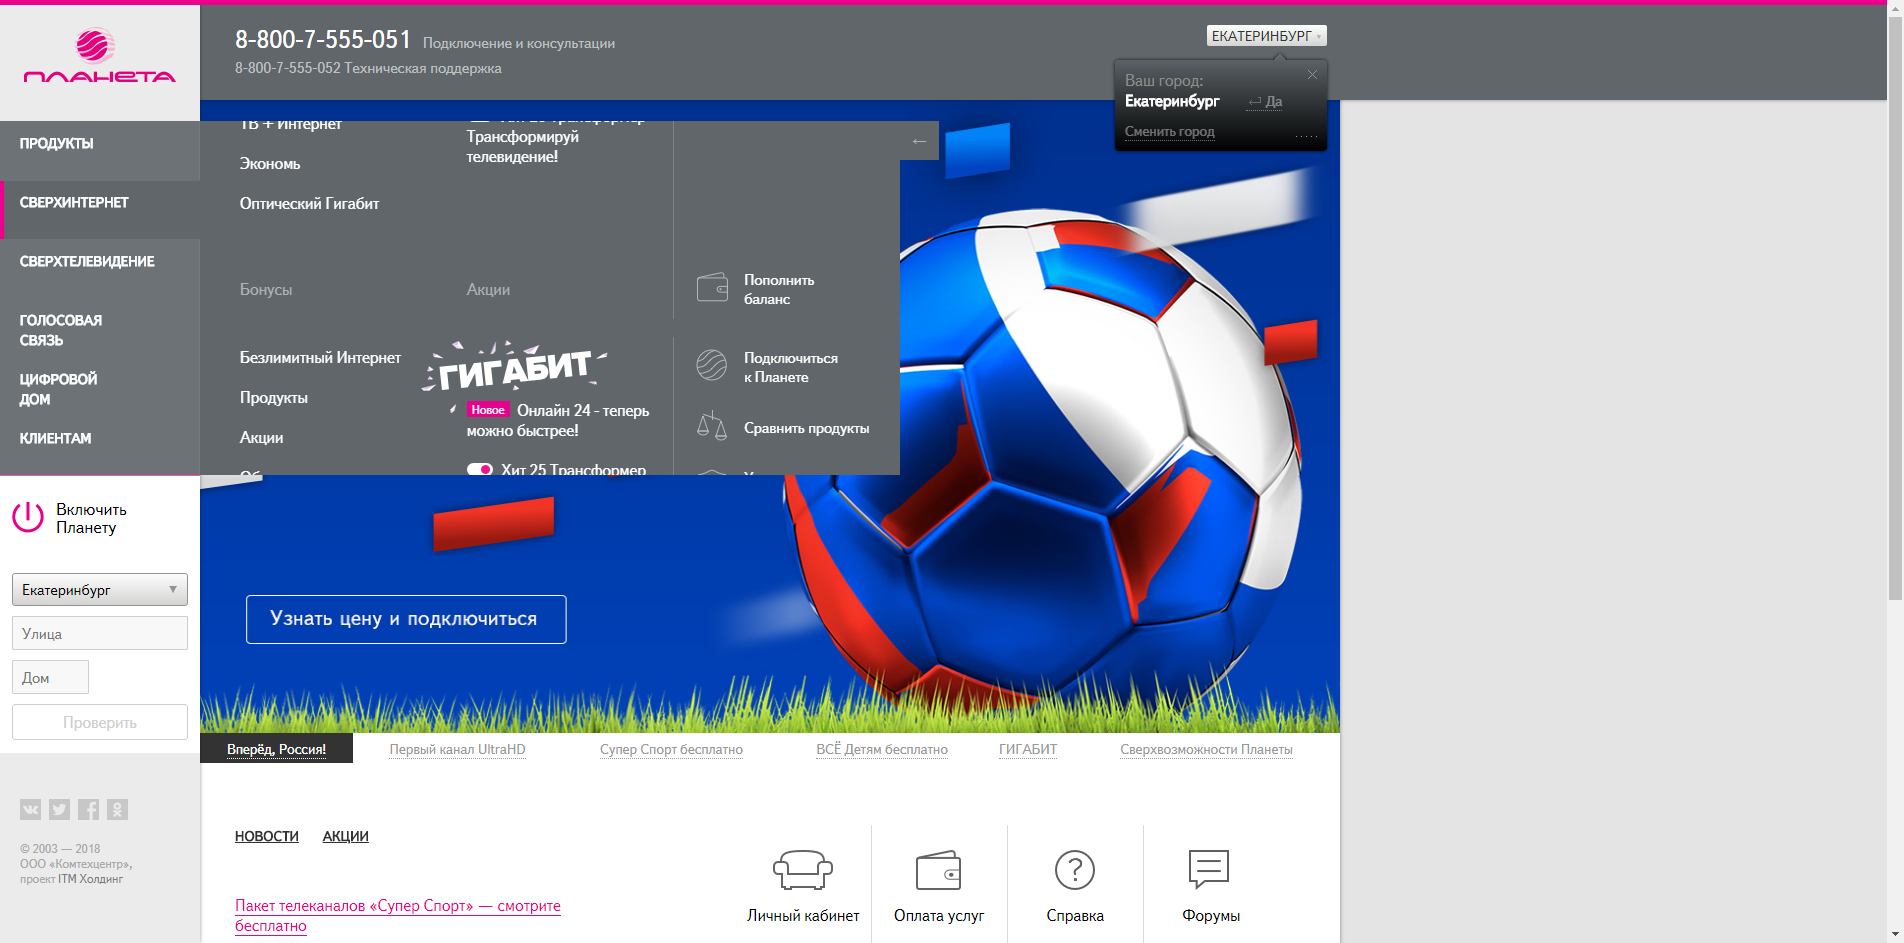 ПЛАНЕТА
8-800-7-555-051 Подключение и консультации
8-800-7-555-052 Техническая поддержка
ЕКАТЕРИНБУРГ
Ваш город:
Екатеринбург Да
Сменить город
ПРОДУКТЫ
СВЕРХИНТЕРНЕТ
СВЕРХТЕЛЕВИДЕНИЕ
ГОЛОСОВАЯ
СВЯЗЬ
ЦИФРОВОЙ
ДОМ
КЛИЕНТАМ
ТВ + Интернет
Экономь
Оптический Гигабит
Хит 25 Трансформер
Трансформируй
телевидение!
Бонусы
Безлимитный Интернет
Продукты
Акции
Акции
ГИГАБИТ
Новое Онлайн 24 - теперь
можно быстрее!
Хит 25 Трансформер
Пополнить
баланс
Подключиться
к Планете
Сравнить продукты
Включить
Планету
Екатеринбург
Улица
Дом
Проверить
Узнать цену и подключиться
Вперёд, Россия!
Первый канал UltraHD
Супер Спорт бесплатно
ВСЁ Детям бесплатно
ГИГАБИТ
Сверхвозможности Планеты
© 2003 — 2018
ООО «Комтехцентр»,
проект ITM Холдинг
НОВОСТИ АКЦИИ
Пакет телеканалов «Супер Спорт» — смотрите
бесплатно
Личный кабинет
Оплата услуг
Справка
Форумы